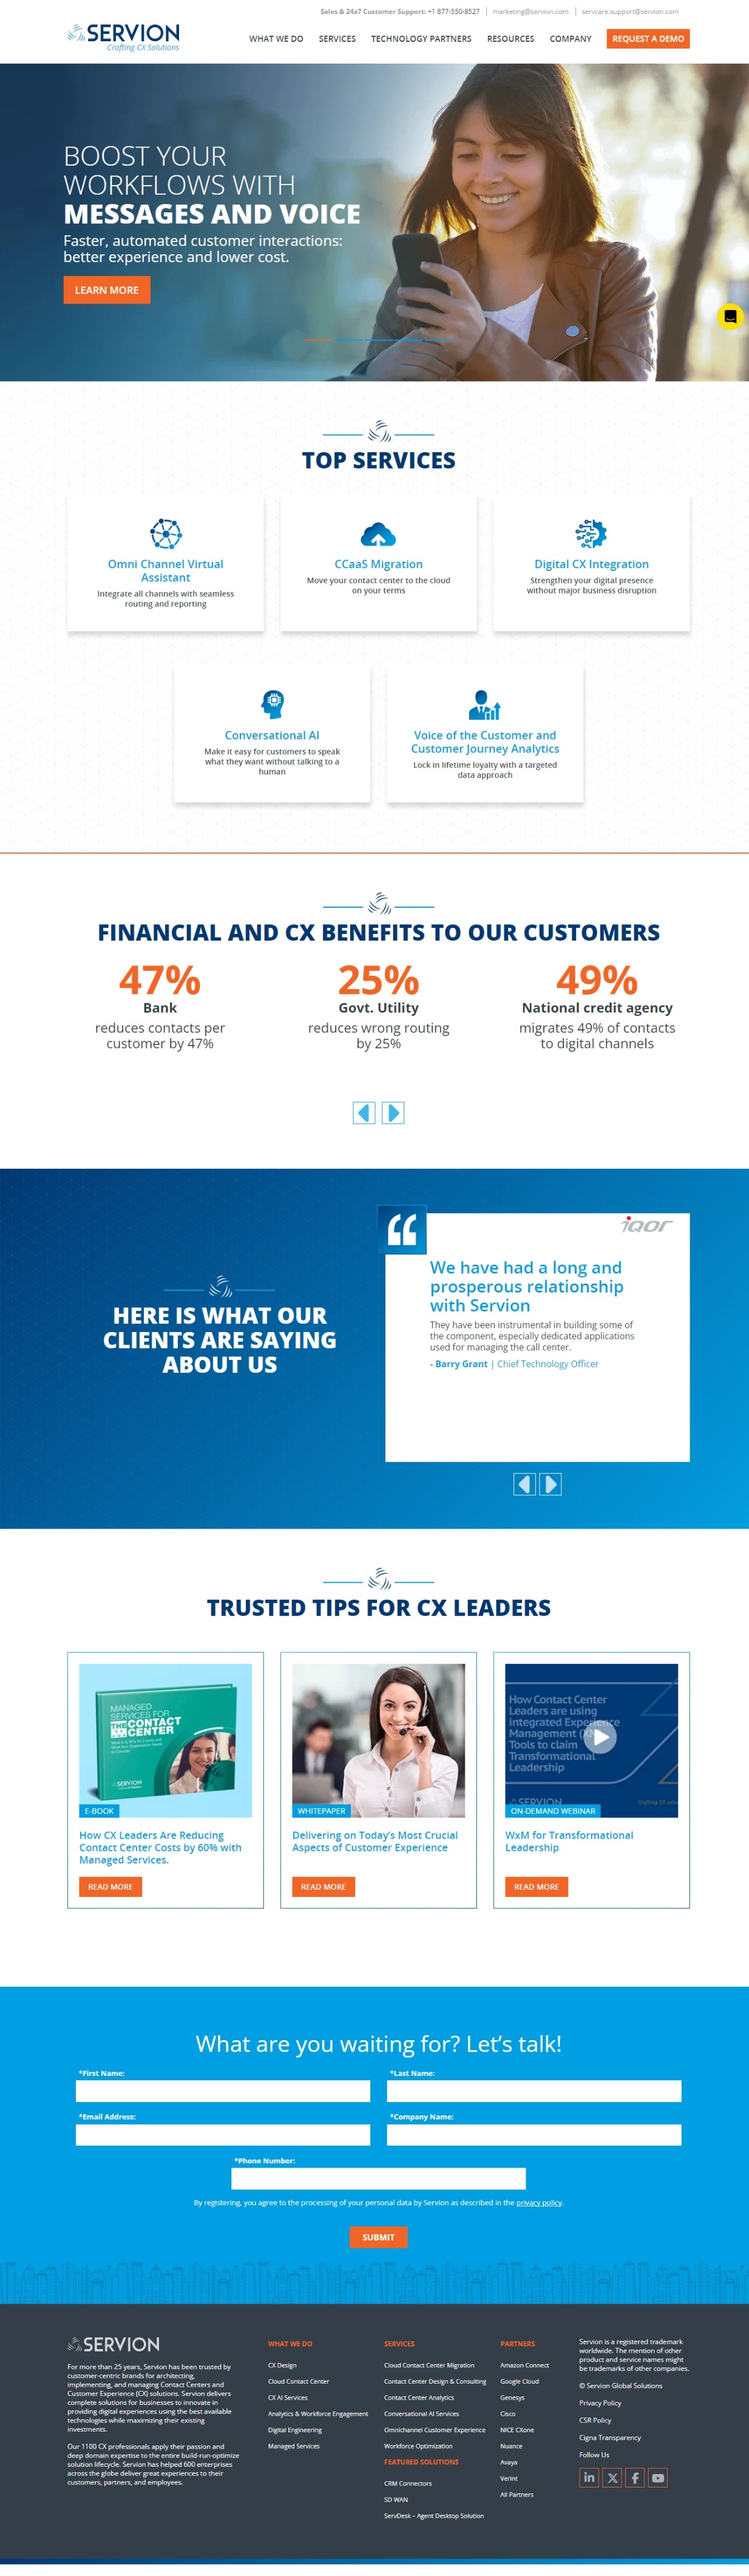 Sales & 24x7 Customer Support: +1 877-550-8527 | marketing@servion.com | servcare.support@servion.com
SERVION
Crafting CX Solutions
WHAT WE DO SERVICES TECHNOLOGY PARTNERS RESOURCES COMPANY REQUEST A DEMO
BOOST YOUR
WORKFLOWS WITH
MESSAGES AND VOICE
Faster, automated customer interactions:
better experience and lower cost.
LEARN MORE
TOP SERVICES
Omni Channel Virtual
Assistant
Integrate all channels with seamless
routing and reporting
CCaaS Migration
Move your contact center to the cloud
on your terms
Digital CX Integration
Strengthen your digital presence
without major business disruption
Conversational AI
Make it easy for customers to speak
what they want without talking to a
human
Voice of the Customer and
Customer Journey Analytics
Lock in lifetime loyalty with a targeted
data approach
FINANCIAL AND CX BENEFITS TO OUR CUSTOMERS
47%
Bank
reduces contacts per
customer by 47%
25%
Govt. Utility
reduces wrong routing
by 25%
49%
National credit agency
migrates 49% of contacts
to digital channels
HERE IS WHAT OUR
CLIENTS ARE SAYING
ABOUT US
iQor
We have had a long and
prosperous relationship
with Servion
They have been instrumental in building some of
the component, especially dedicated applications
used for managing the call center.
- Barry Grant | Chief Technology Officer
TRUSTED TIPS FOR CX LEADERS
MANAGED
SERVICES FOR
THE CONTACT
CENTER
SERVION
E-BOOK
How CX Leaders Are Reducing
Contact Center Costs by 60% with
Managed Services.
READ MORE
WHITEPAPER
Delivering on Today's Most Crucial
Aspects of Customer Experience
READ MORE
How Contact Center
Leaders are using
Integrated Experience
Management
Tools to claim
Transformational
Leadership
SERVION
ON-DEMAND WEBINAR
WxM for Transformational
Leadership
READ MORE
What are you waiting for? Let's talk!
*First Name:
*Last Name:
*Email Address:
*Company Name:
*Phone Number:
By registering, you agree to the processing of your personal data by Servion as described in the privacy policy.
SUBMIT
SERVION
For more than 25 years, Servion has been trusted by
customer-centric brands for architecting,
implementing, and managing Contact Centers and
Customer Experience (CX) solutions. Servion delivers
complete solutions for businesses to innovate in
providing digital experiences using the best available
technologies while maximizing their existing
investments.
Our 1100 CX professionals apply their passion and
deep domain expertise to the entire build-run-optimize
solution lifecycle. Servion has helped 600 enterprises
across the globe deliver great experiences to their
customers, partners, and employees.
WHAT WE DO
CX Design
Cloud Contact Center
CX AI Services
Analytics & Workforce Engagement
Digital Engineering
Managed Services
SERVICES
Cloud Contact Center Migration
Contact Center Design & Consulting
Contact Center Analytics
Conversational AI Services
Omnichannel Customer Experience
Workforce Optimization
FEATURED SOLUTIONS
CRM Connectors
SD WAN
ServDesk – Agent Desktop Solution
PARTNERS
Amazon Connect
Google Cloud
Genesys
Cisco
NICE CXone
Nuance
Avaya
Verint
All Partners
Servion is a registered trademark
worldwide. The mention of other
product and service names might
be trademarks of other companies.
© Servion Global Solutions
Privacy Policy
CSR Policy
Cigna Transparency
Follow Us